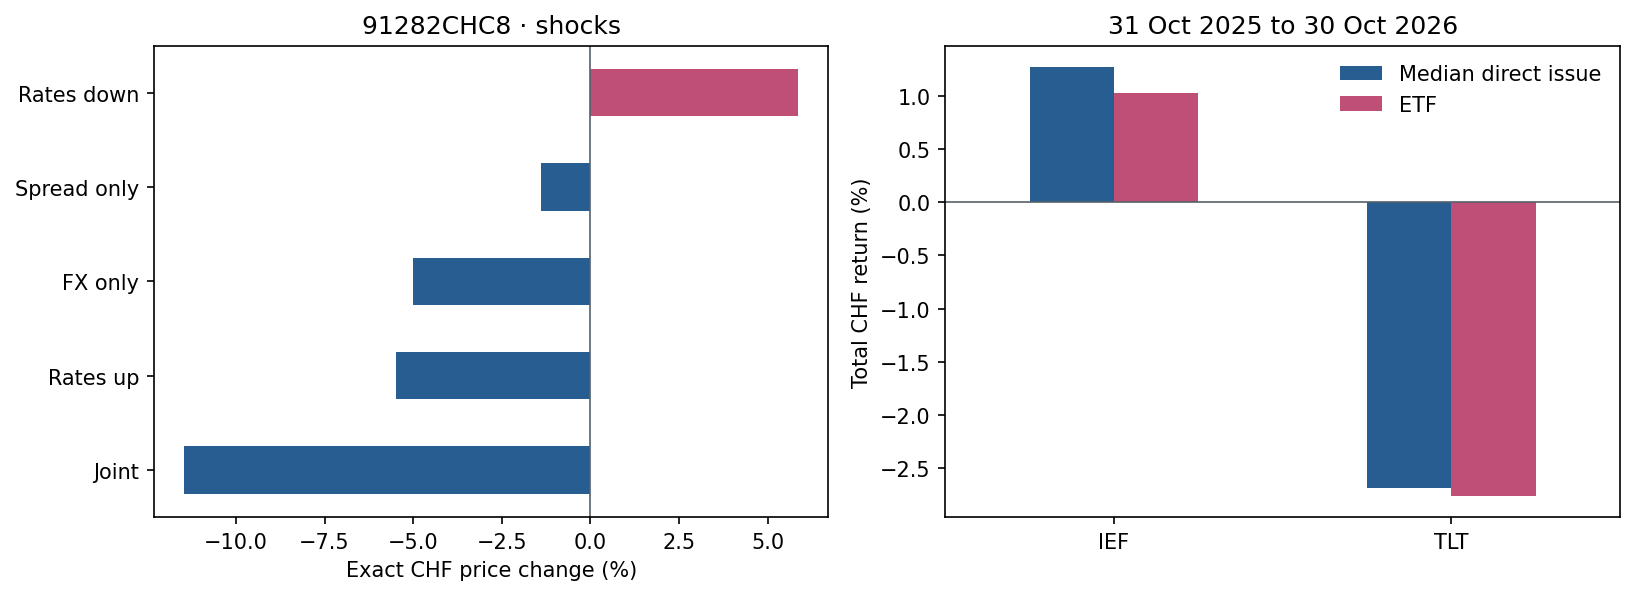 91282CHC8 · shocks
Rates down
Spread only
FX only
Rates up
Joint
−10.0 −7.5 −5.0 −2.5 0.0 2.5 5.0
Exact CHF price change (%)
31 Oct 2025 to 30 Oct 2026
Median direct issue
ETF
Total CHF return (%)
1.0
0.5
0.0
−0.5
−1.0
−1.5
−2.0
−2.5
IEF TLT